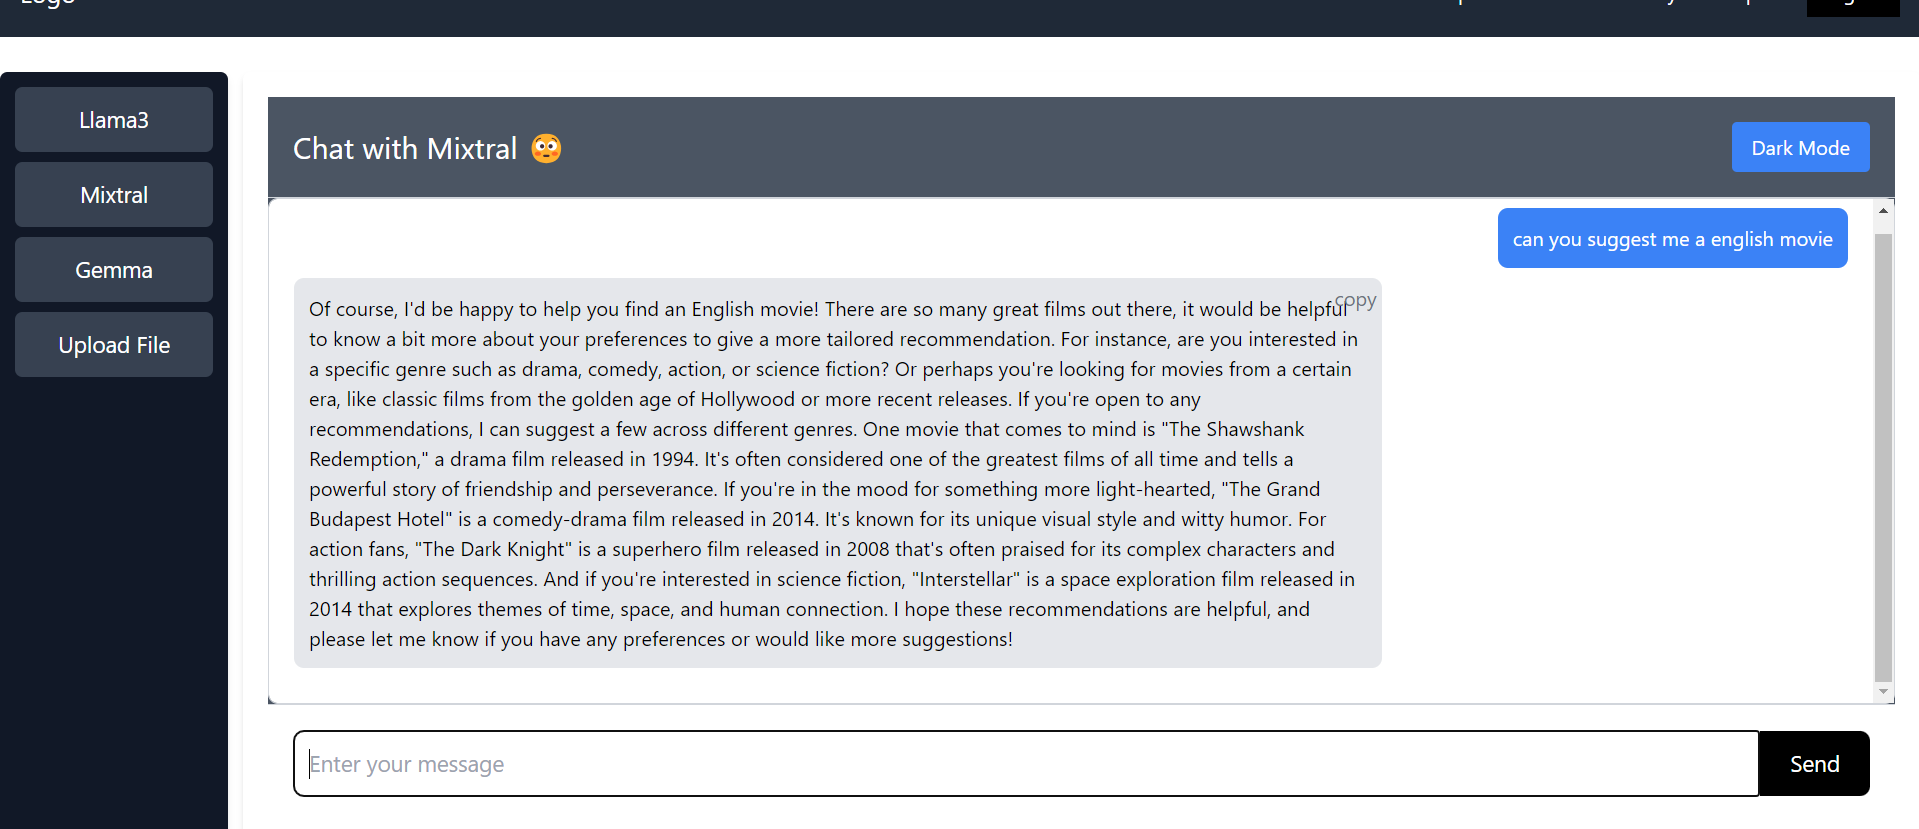 Logo
Llama3
Mixtral
Gemma
Upload File
Chat with Mixtral 😳
Dark Mode
can you suggest me a english movie
copy
Of course, I'd be happy to help you find an English movie! There are so many great films out there, it would be helpful
to know a bit more about your preferences to give a more tailored recommendation. For instance, are you interested in
a specific genre such as drama, comedy, action, or science fiction? Or perhaps you're looking for movies from a certain
era, like classic films from the golden age of Hollywood or more recent releases. If you're open to any
recommendations, I can suggest a few across different genres. One movie that comes to mind is "The Shawshank
Redemption," a drama film released in 1994. It's often considered one of the greatest films of all time and tells a
powerful story of friendship and perseverance. If you're in the mood for something more light-hearted, "The Grand
Budapest Hotel" is a comedy-drama film released in 2014. It's known for its unique visual style and witty humor. For
action fans, "The Dark Knight" is a superhero film released in 2008 that's often praised for its complex characters and
thrilling action sequences. And if you're interested in science fiction, "Interstellar" is a space exploration film released in
2014 that explores themes of time, space, and human connection. I hope these recommendations are helpful, and
please let me know if you have any preferences or would like more suggestions!
Enter your message
Send